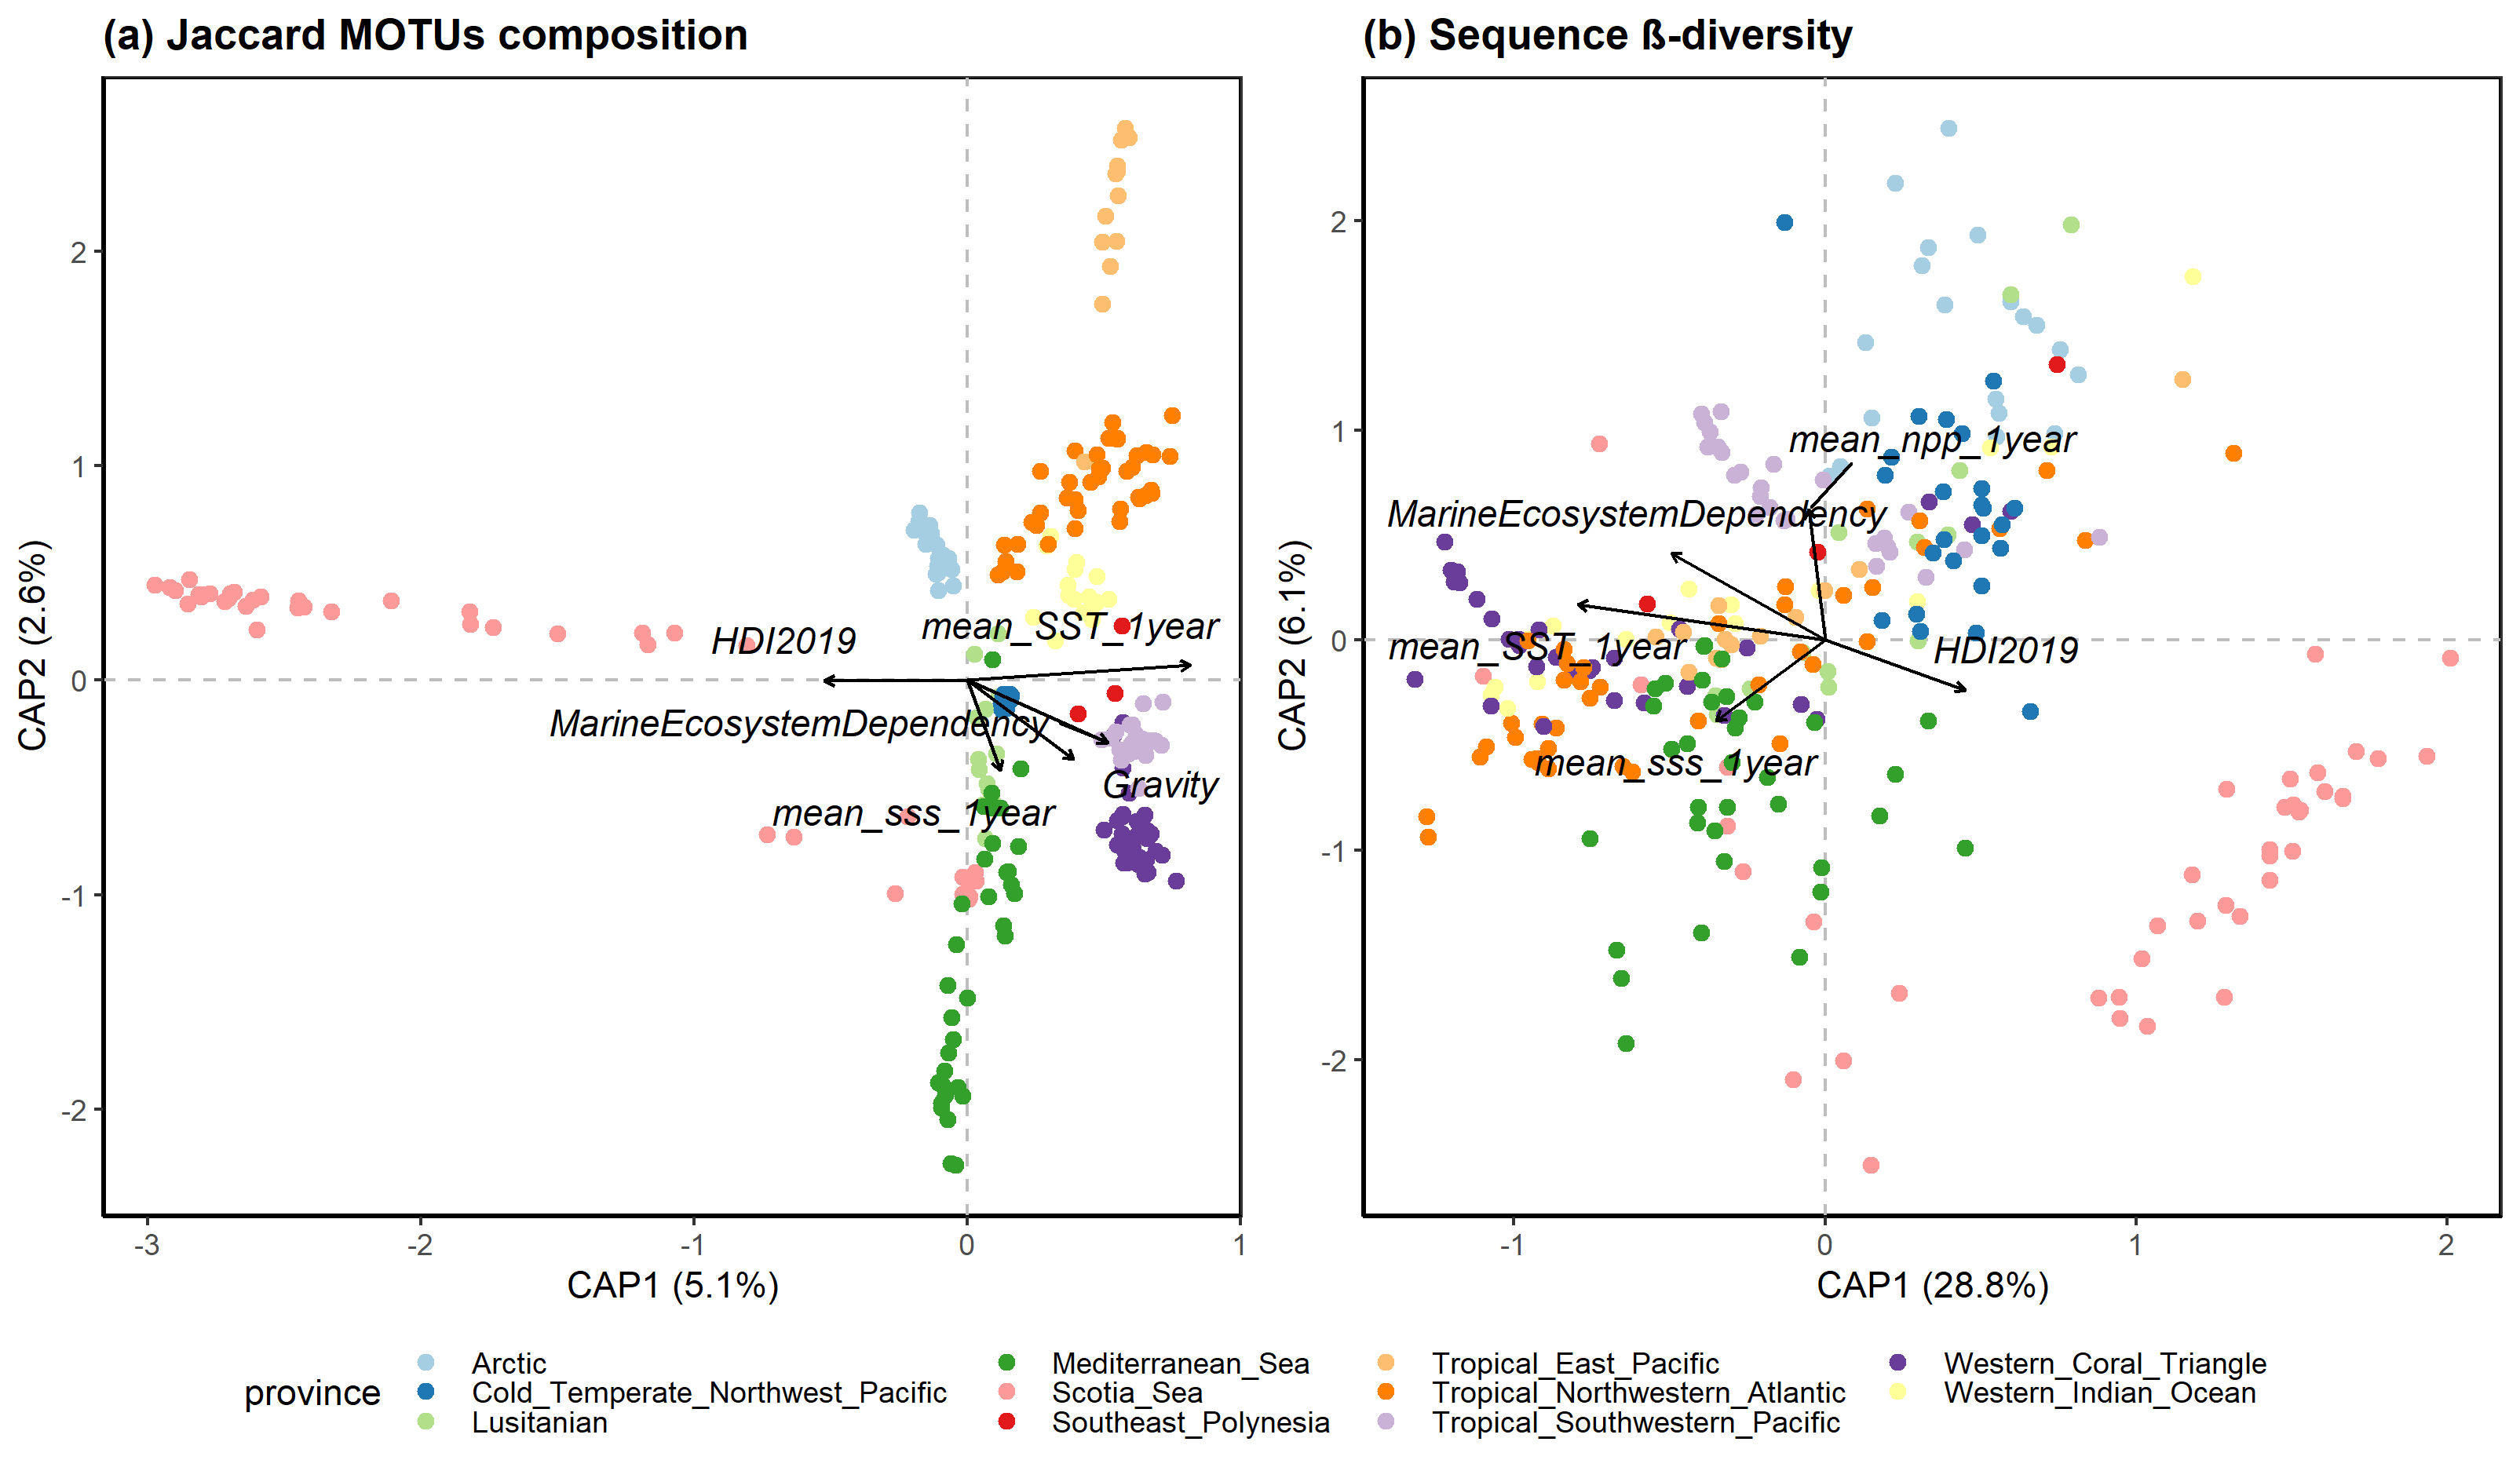 (a) Jaccard MOTUs composition
CAP2 (2.6%)
2
1
0
-1
-2
HDI2019
mean_SST_1year
MarineEcosystemDependency
Gravity
mean_sss_1year
-3 -2 -1 0 1
CAP1 (5.1%)
(b) Sequence ß-diversity
CAP2 (6.1%)
2
1
0
-1
-2
mean_npp_1year
MarineEcosystemDependency
mean_SST_1year
HDI2019
mean_sss_1year
-1 0 1 2
CAP1 (28.8%)
province
Arctic
Cold_Temperate_Northwest_Pacific
Lusitanian
Mediterranean_Sea
Scotia_Sea
Southeast_Polynesia
Tropical_East_Pacific
Tropical_Northwestern_Atlantic
Tropical_Southwestern_Pacific
Western_Coral_Triangle
Western_Indian_Ocean